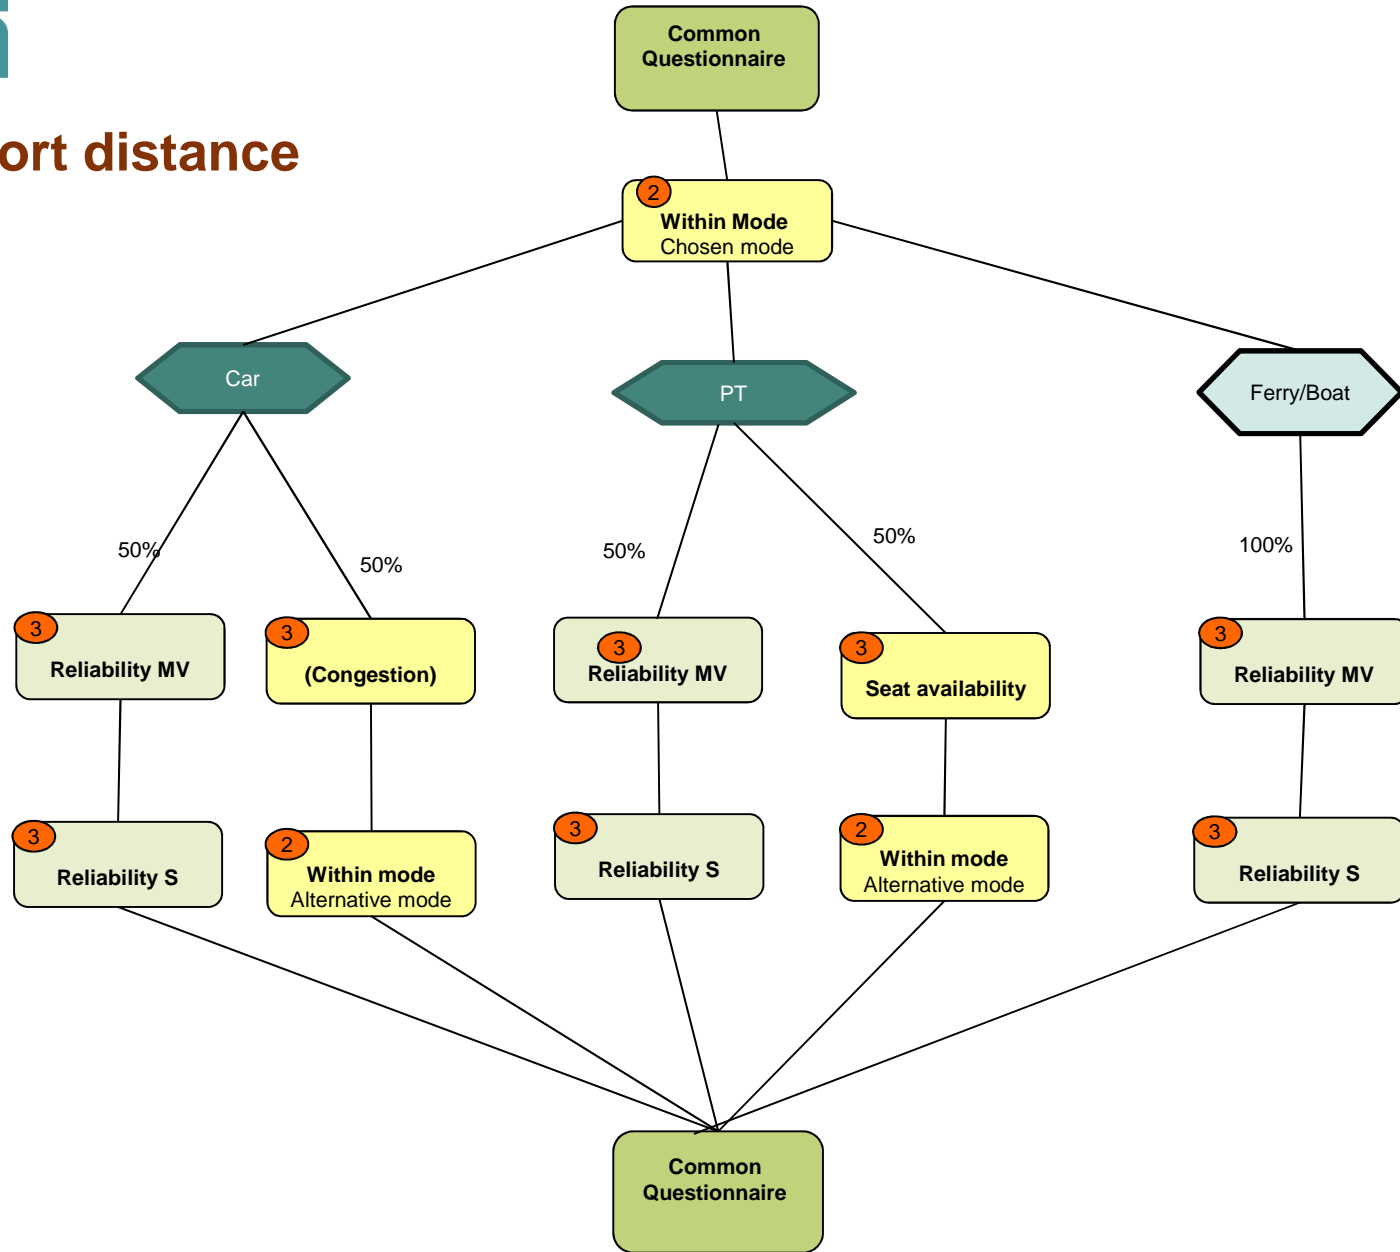 Common
Questionnaire
ort distance
2
Within Mode
Chosen mode
Car
PT
Ferry/Boat
50%
50%
50%
50%
100%
3
Reliability MV
3
(Congestion)
3
Reliability MV
3
Seat availability
3
Reliability MV
3
Reliability S
2
Within mode
Alternative mode
3
Reliability S
2
Within mode
Alternative mode
3
Reliability S
Common
Questionnaire